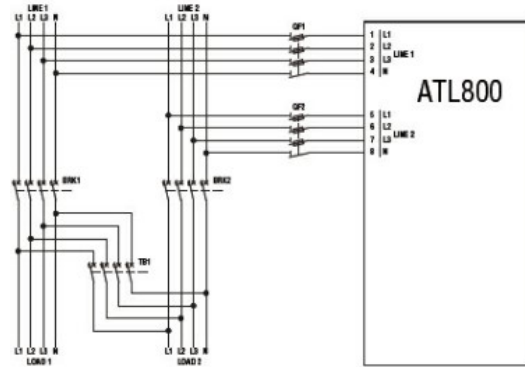 LINE 1
L1 L2 L3 N
LINE 2
L1 L2 L3 N
QF1
1 L1
2 L2
3 L3
4 N
LINE 1
ATL800
QF2
5 L1
6 L2
7 L3
8 N
LINE 2
BRK1
BRK2
TB1
L1 L2 L3 N
LOAD 1
L1 L2 L3 N
LOAD 2